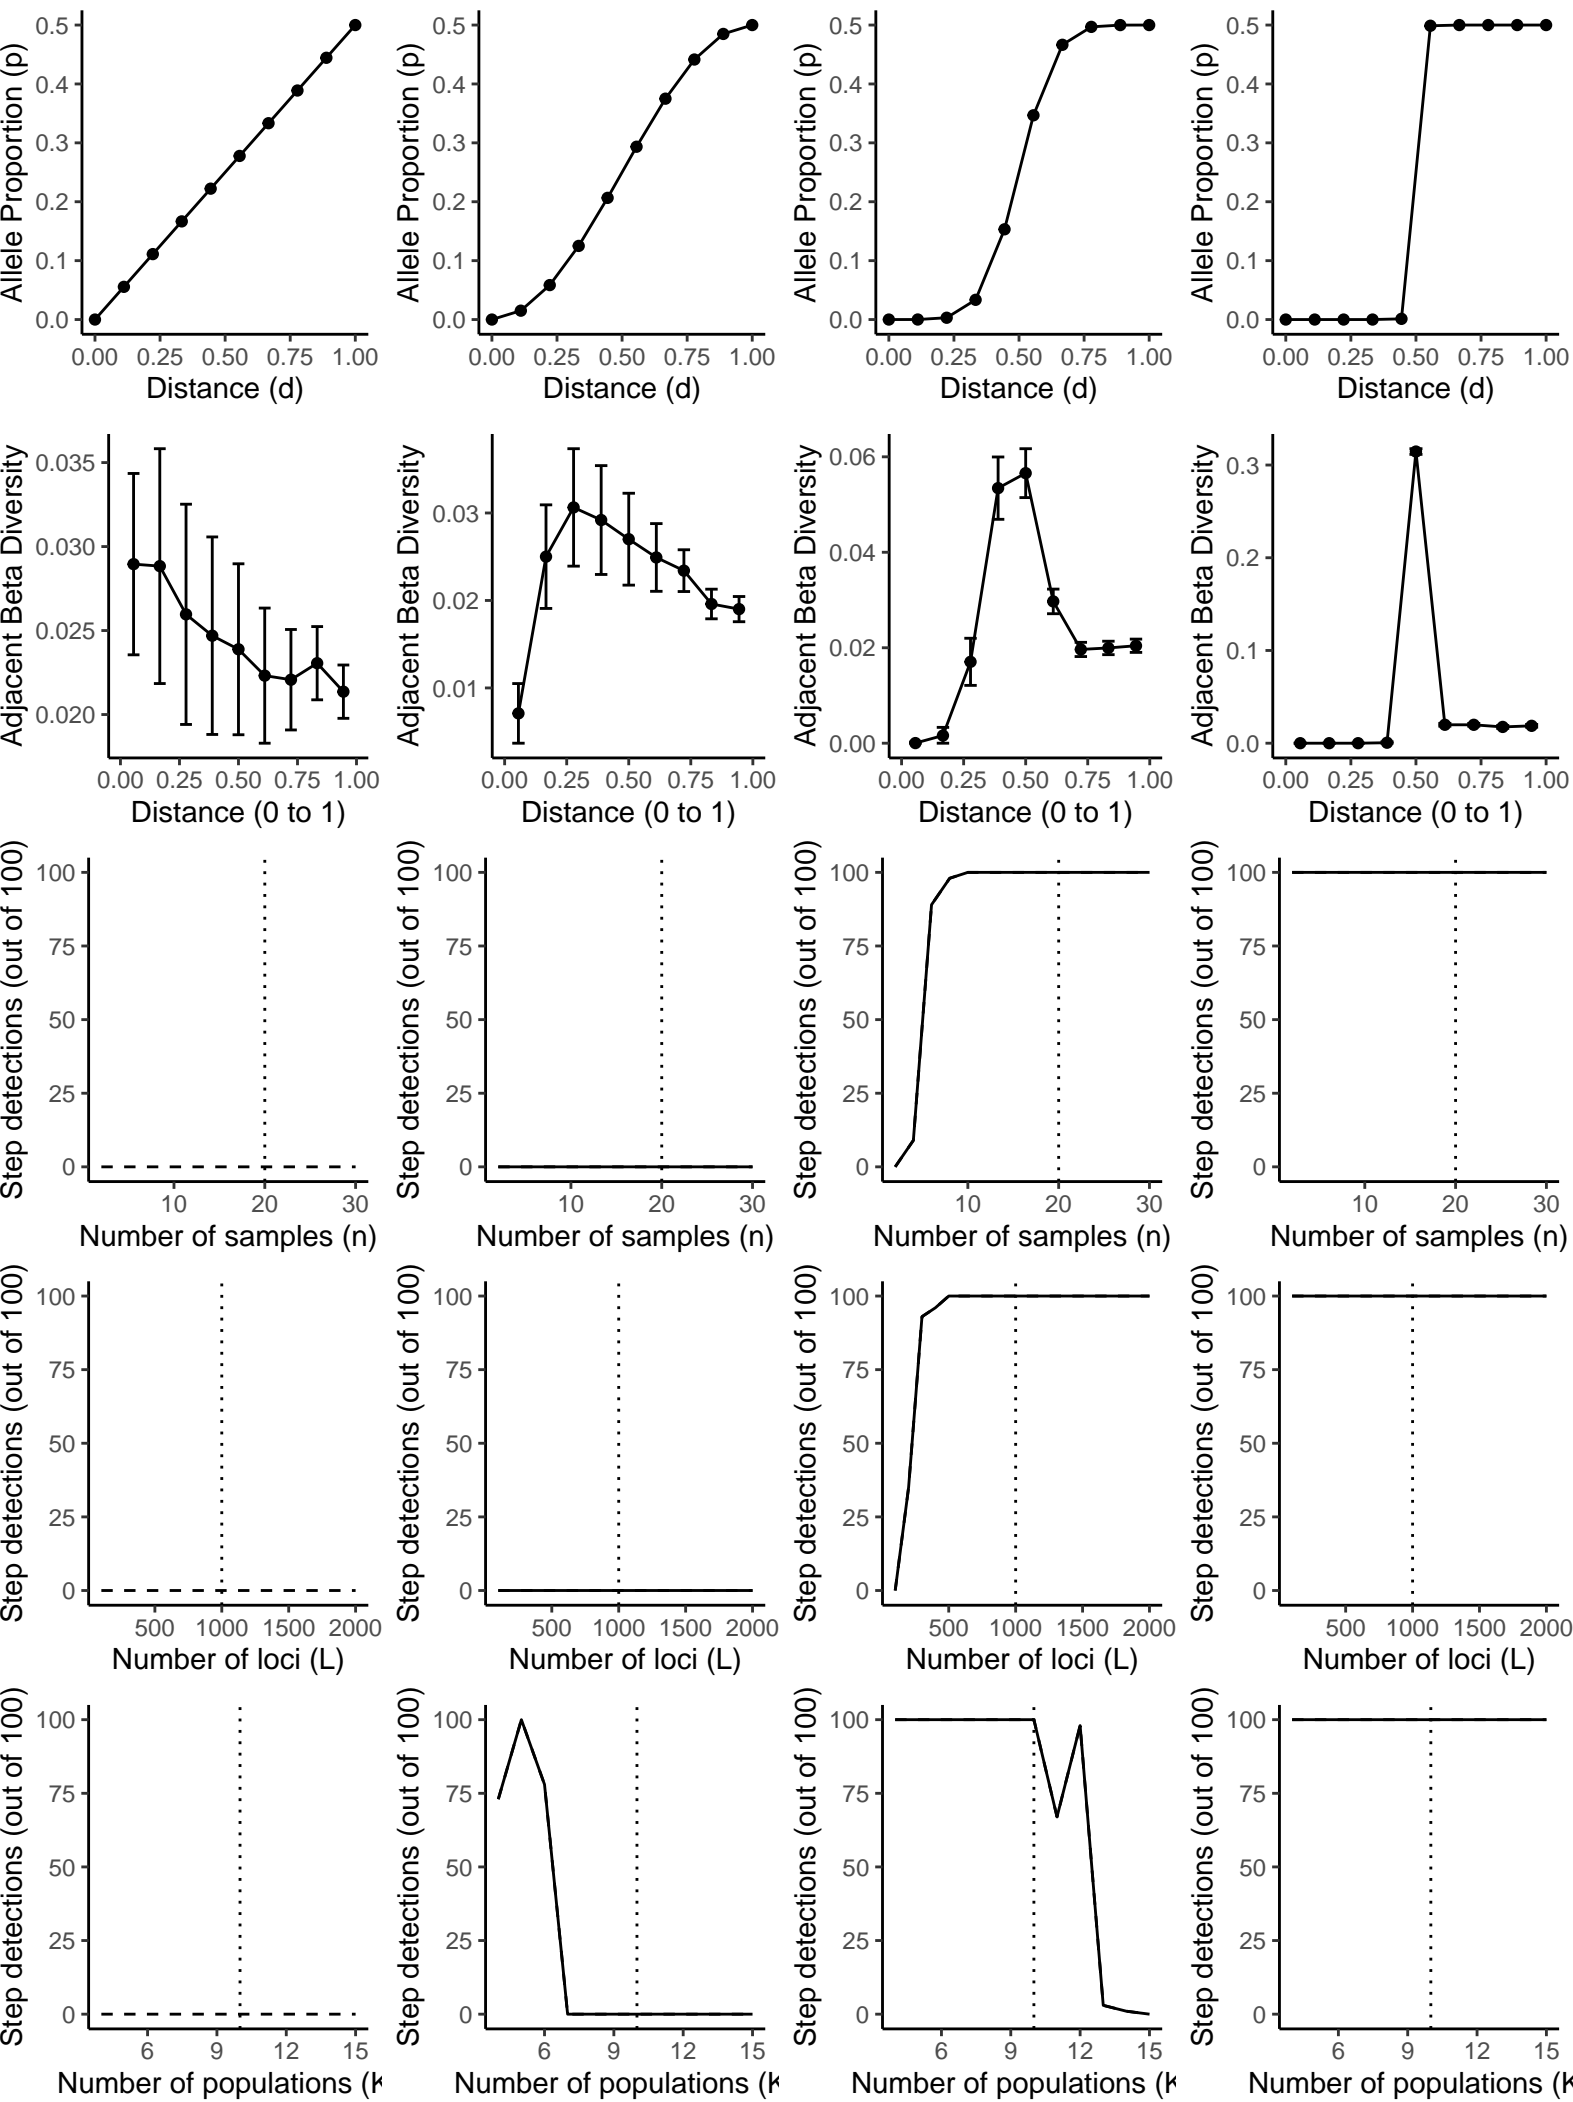 Allele Proportion (p)
0.5
0.4
0.3
0.2
0.1
0.0
0.00 0.25 0.50 0.75 1.00
Distance (d)
Allele Proportion (p)
0.5
0.4
0.3
0.2
0.1
0.0
0.00 0.25 0.50 0.75 1.00
Distance (d)
Allele Proportion (p)
0.5
0.4
0.3
0.2
0.1
0.0
0.00 0.25 0.50 0.75 1.00
Distance (d)
Allele Proportion (p)
0.5
0.4
0.3
0.2
0.1
0.0
0.00 0.25 0.50 0.75 1.00
Distance (d)
Adjacent Beta Diversity
0.035
0.030
0.025
0.020
0.00 0.25 0.50 0.75 1.00
Distance (0 to 1)
Adjacent Beta Diversity
0.03
0.02
0.01
0.00 0.25 0.50 0.75 1.00
Distance (0 to 1)
Adjacent Beta Diversity
0.06
0.04
0.02
0.00
0.00 0.25 0.50 0.75 1.00
Distance (0 to 1)
Adjacent Beta Diversity
0.3
0.2
0.1
0.0
0.00 0.25 0.50 0.75 1.00
Distance (0 to 1)
Step detections (out of 100)
100
75
50
25
0
10 20 30
Number of samples (n)
Step detections (out of 100)
100
75
50
25
0
10 20 30
Number of samples (n)
Step detections (out of 100)
100
75
50
25
0
10 20 30
Number of samples (n)
Step detections (out of 100)
100
75
50
25
0
10 20 30
Number of samples (n)
Step detections (out of 100)
100
75
50
25
0
500 1000 1500 2000
Number of loci (L)
Step detections (out of 100)
100
75
50
25
0
500 1000 1500 2000
Number of loci (L)
Step detections (out of 100)
100
75
50
25
0
500 1000 1500 2000
Number of loci (L)
Step detections (out of 100)
100
75
50
25
0
500 1000 1500 2000
Number of loci (L)
Step detections (out of 100)
100
75
50
25
0
6 9 12 15
Number of populations (K
Step detections (out of 100)
100
75
50
25
0
6 9 12 15
Number of populations (K
Step detections (out of 100)
100
75
50
25
0
6 9 12 15
Number of populations (K
Step detections (out of 100)
100
75
50
25
0
6 9 12 15
Number of populations (K